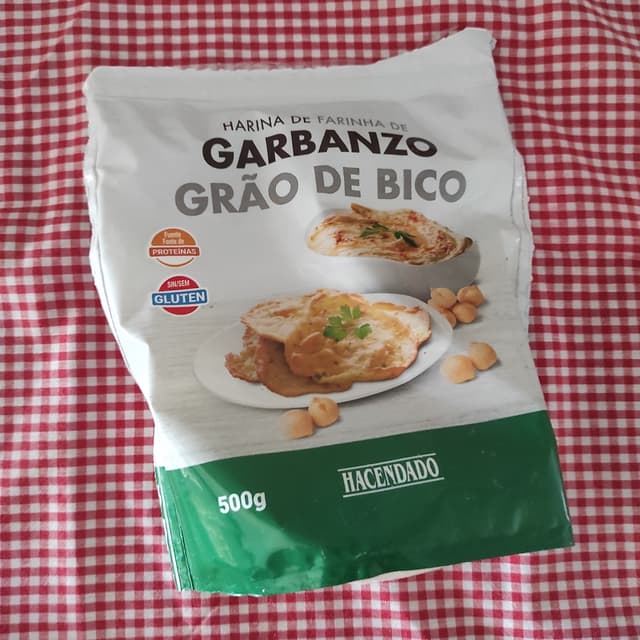 HARINA DE FARINHA DE
GARBANZO
GRÃO DE BICO
Fuente
Fonte de
PROTEÍNAS
SIN/SEM
GLUTEN
HACENDADO
500g